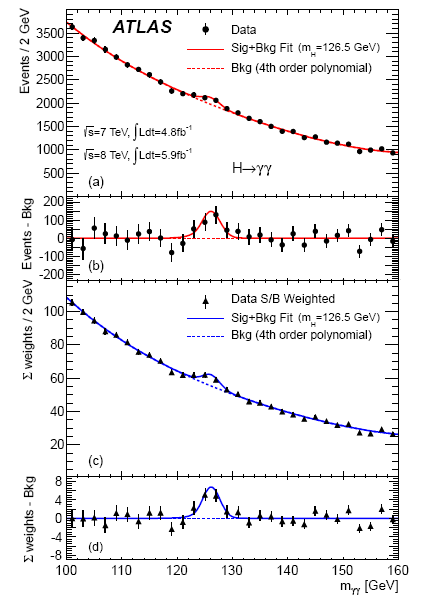 ATLAS
Data
Sig+Bkg Fit (mH=126.5 GeV)
Bkg (4th order polynomial)
Events / 2 GeV
3500
3000
2500
2000
1500
1000
500
√s=7 TeV, ∫Ldt=4.8fb⁻¹
√s=8 TeV, ∫Ldt=5.9fb⁻¹
H→γγ
(a)
Events - Bkg
200
100
0
-100
-200
(b)
Σ weights / 2 GeV
100
80
60
40
20
Data S/B Weighted
Sig+Bkg Fit (mH=126.5 GeV)
Bkg (4th order polynomial)
(c)
Σ weights - Bkg
8
4
0
-4
-8
(d)
100 110 120 130 140 150 160
mγγ [GeV]